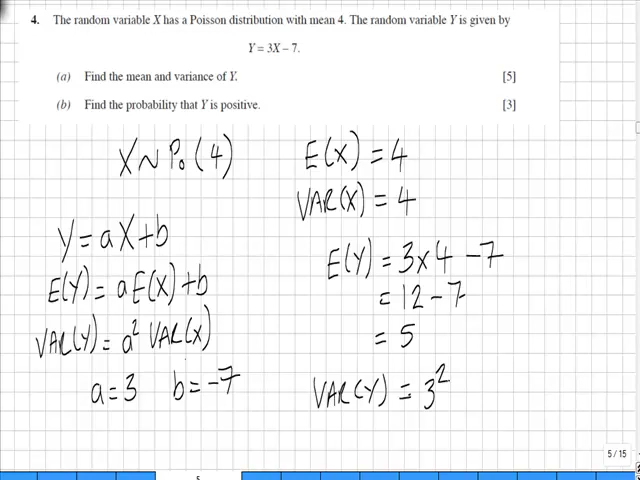 4. The random variable X has a Poisson distribution with mean 4. The random variable Y is given by
Y = 3X – 7.
(a) Find the mean and variance of Y. [5]
(b) Find the probability that Y is positive. [3]
X ~ Po (4)
E(X) = 4
VAR(X) = 4
Y = aX + b
E(Y) = aE(X) + b
VAR(Y) = a² VAR(X)
a = 3 b = -7
E(Y) = 3 x 4 - 7
= 12 - 7
= 5
VAR(Y) = 3²
5 / 15
5